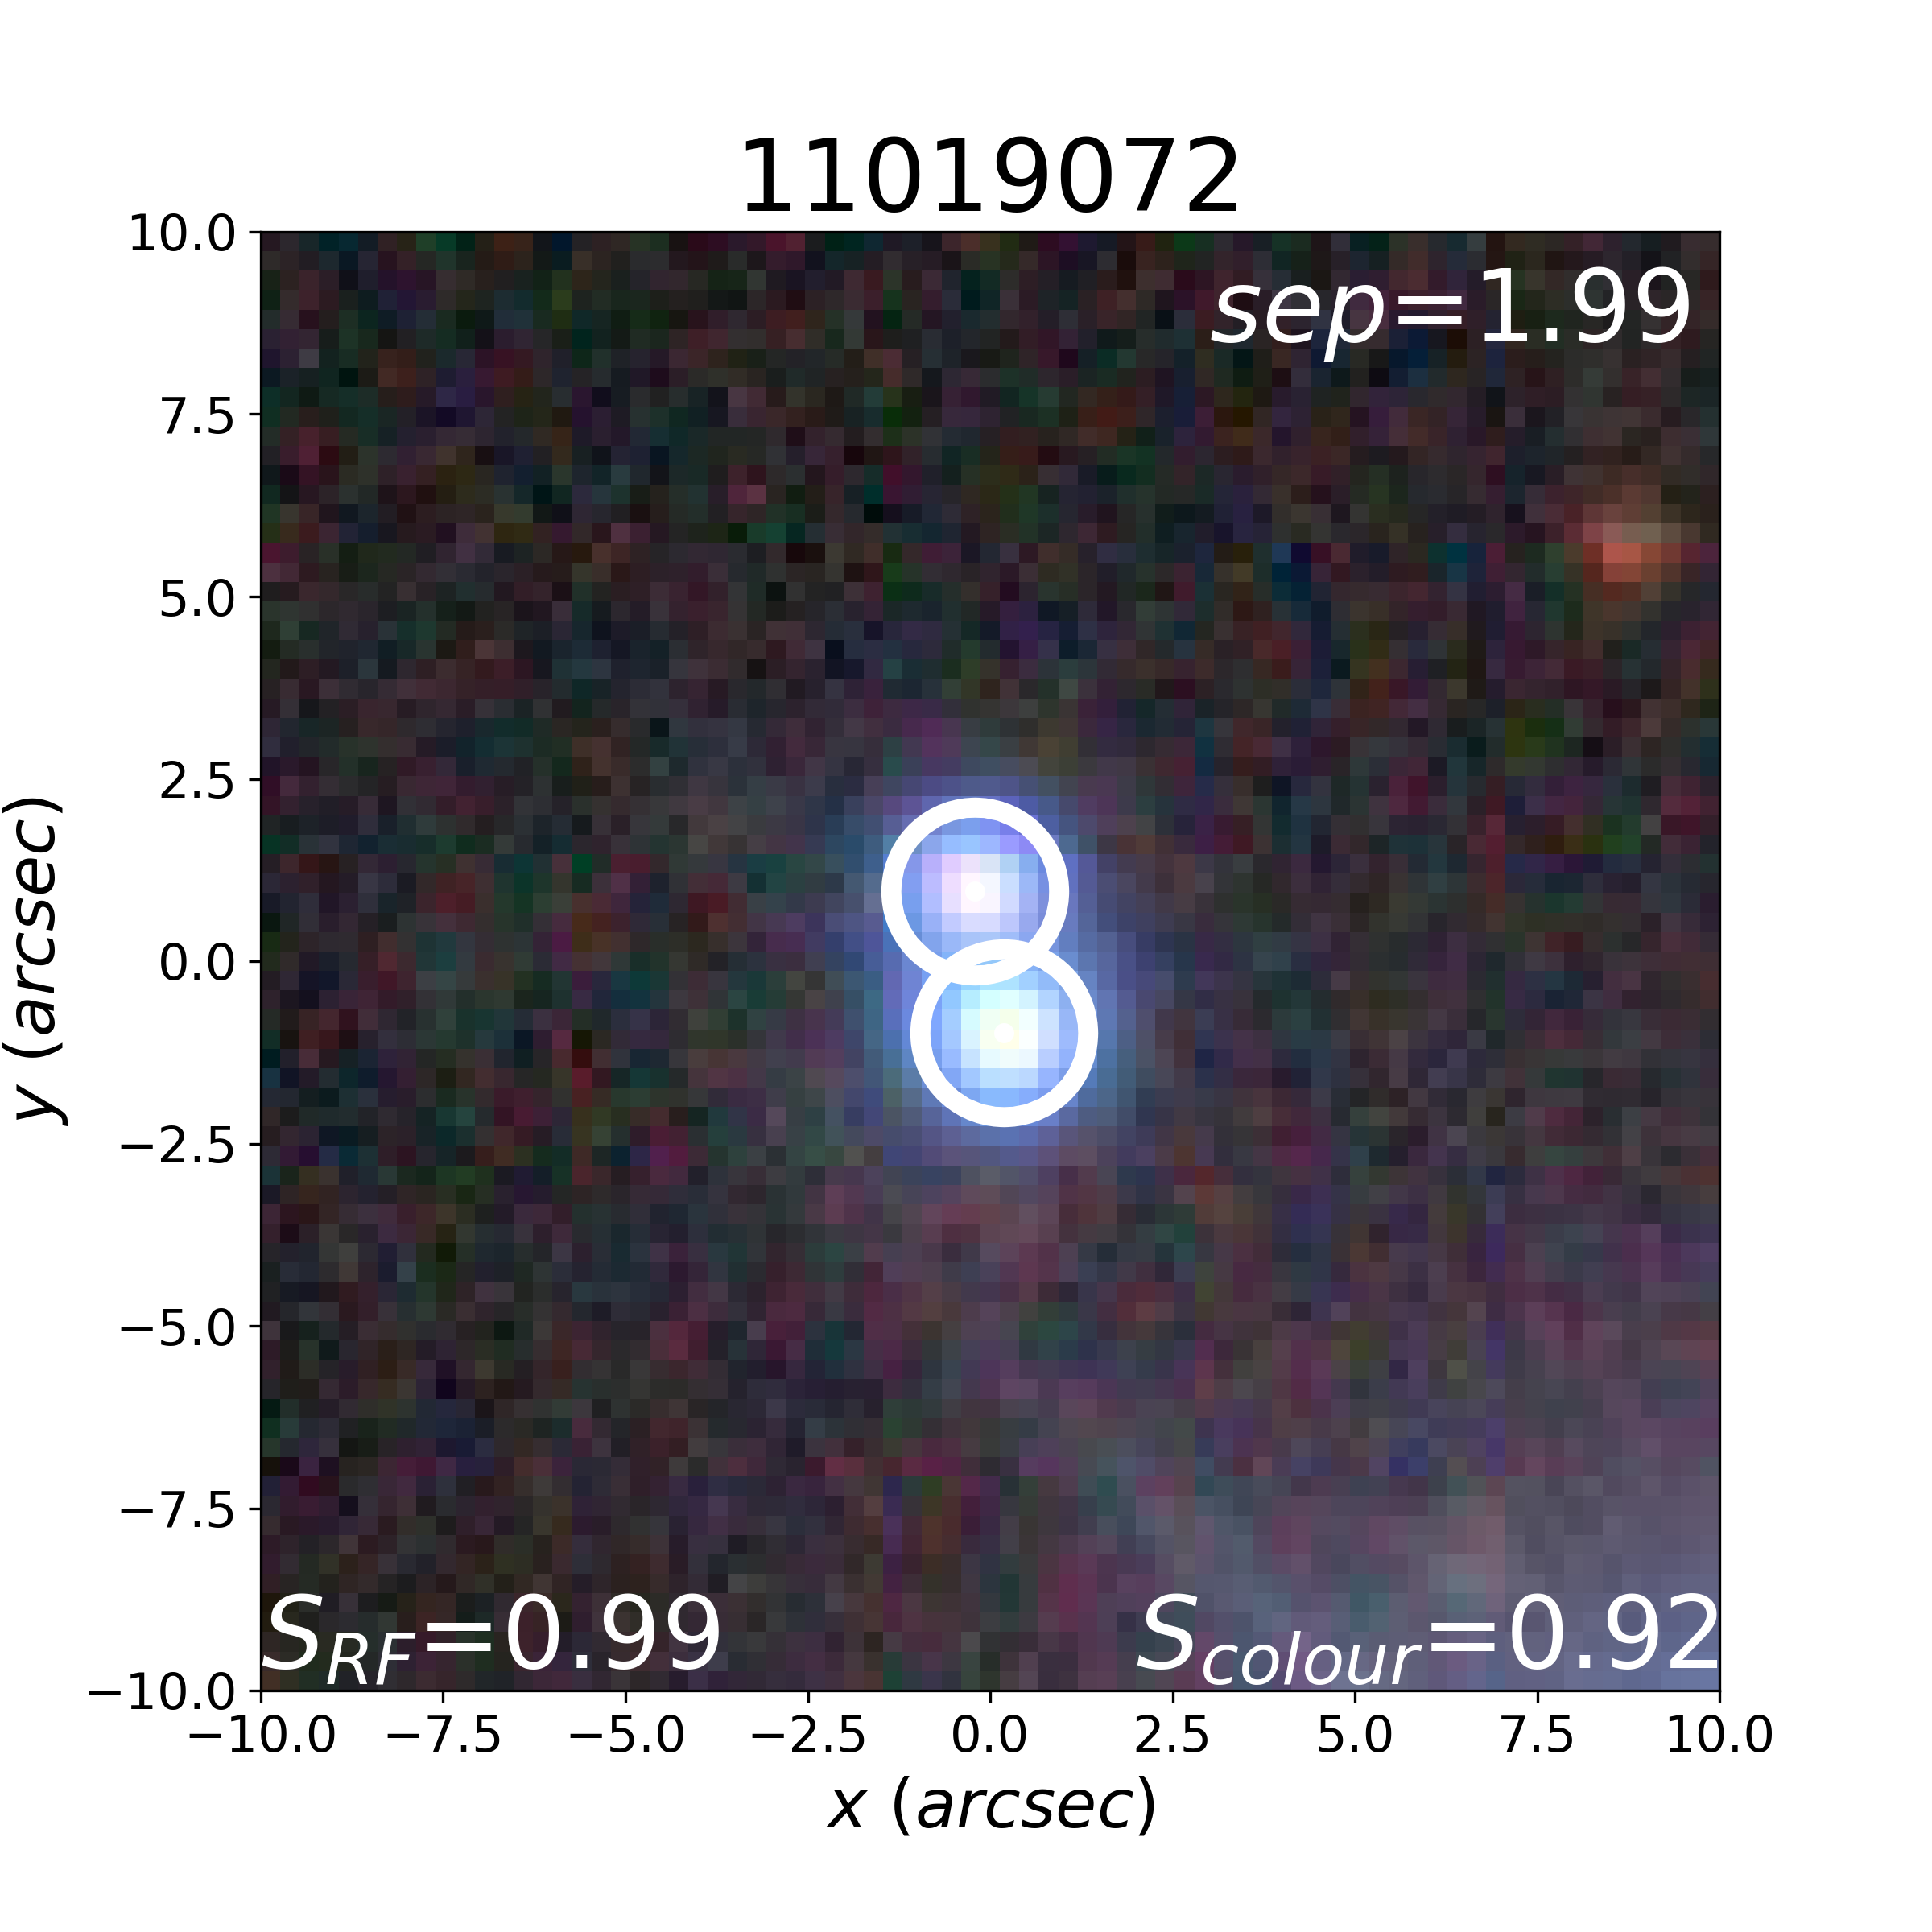 11019072
sep=1.99
10.0
7.5
5.0
2.5
0.0
−2.5
−5.0
−7.5
−10.0
y (arcsec)
S_RF=0.99
S_colour=0.92
−10.0 −7.5 −5.0 −2.5 0.0 2.5 5.0 7.5 10.0
x (arcsec)